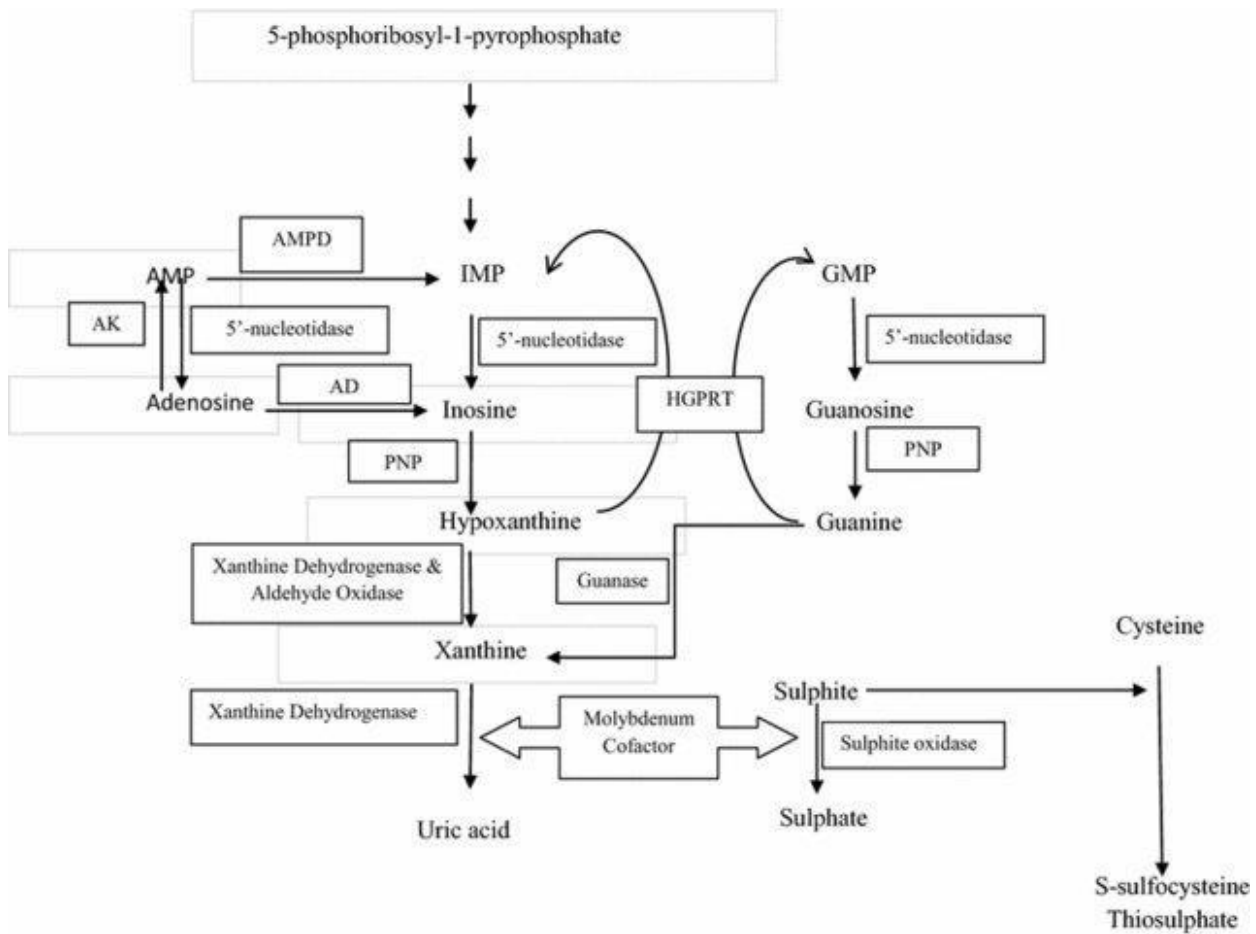 5-phosphoribosyl-1-pyrophosphate
AMPD
AMP
IMP
GMP
AK
5’-nucleotidase
5’-nucleotidase
5’-nucleotidase
AD
HGPRT
Adenosine
Inosine
Guanosine
PNP
PNP
Hypoxanthine
Guanine
Xanthine Dehydrogenase &
Aldehyde Oxidase
Guanase
Cysteine
Xanthine
Sulphite
Xanthine Dehydrogenase
Molybdenum
Cofactor
Sulphite oxidase
Sulphate
Uric acid
S-sulfocysteine
Thiosulphate